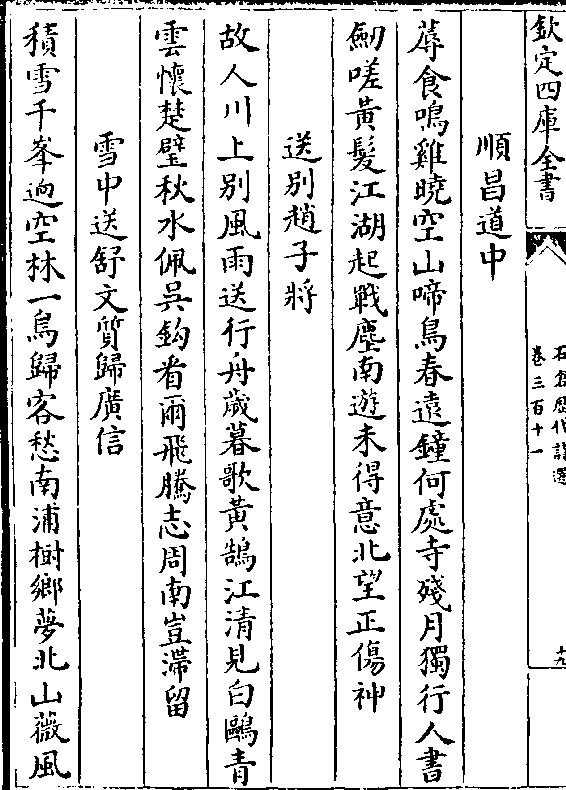 欽定四庫全書
石倉歷代詩選
卷三百十一
十九
順昌道中
蓐食鳴雞曉空山啼鳥春遠鐘何處寺殘月獨行人書
劒嗟黃髮江湖起戰塵南遊未得意北望正傷神
送別趙子將
故人川上別風雨送行舟歲暮歌黃鵠江清見白鷗青
雲懷楚璧秋水佩吳鈎看爾飛騰志周南豈滯留
雪中送舒文質歸廣信
積雪千峯迥空林一鳥歸客愁南浦樹鄉夢北山薇風